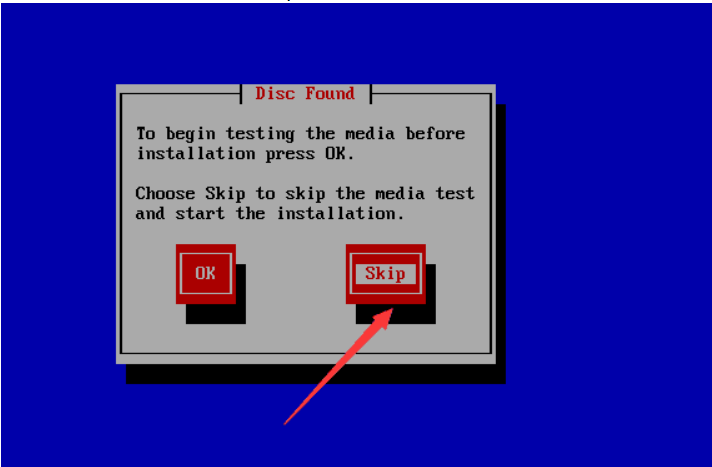 Disc Found
To begin testing the media before
installation press OK.
Choose Skip to skip the media test
and start the installation.
OK
Skip